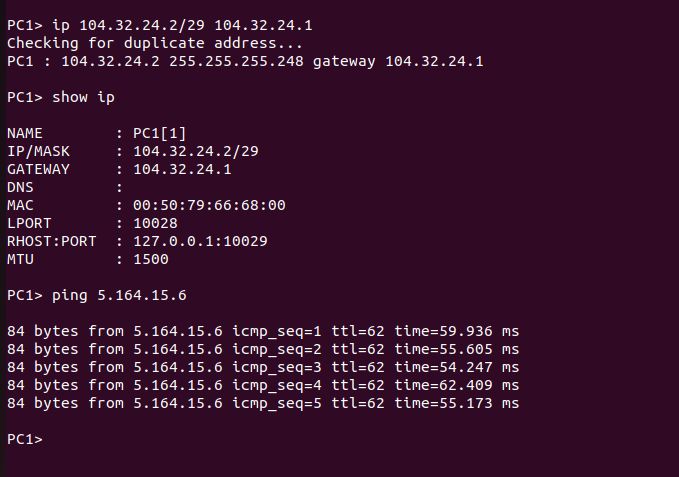 PC1> ip 104.32.24.2/29 104.32.24.1
Checking for duplicate address...
PC1 : 104.32.24.2 255.255.255.248 gateway 104.32.24.1
PC1> show ip
NAME        : PC1[1]
IP/MASK     : 104.32.24.2/29
GATEWAY     : 104.32.24.1
DNS         :
MAC         : 00:50:79:66:68:00
LPORT       : 10028
RHOST:PORT  : 127.0.0.1:10029
MTU         : 1500
PC1> ping 5.164.15.6
84 bytes from 5.164.15.6 icmp_seq=1 ttl=62 time=59.936 ms
84 bytes from 5.164.15.6 icmp_seq=2 ttl=62 time=55.605 ms
84 bytes from 5.164.15.6 icmp_seq=3 ttl=62 time=54.247 ms
84 bytes from 5.164.15.6 icmp_seq=4 ttl=62 time=62.409 ms
84 bytes from 5.164.15.6 icmp_seq=5 ttl=62 time=55.173 ms
PC1>